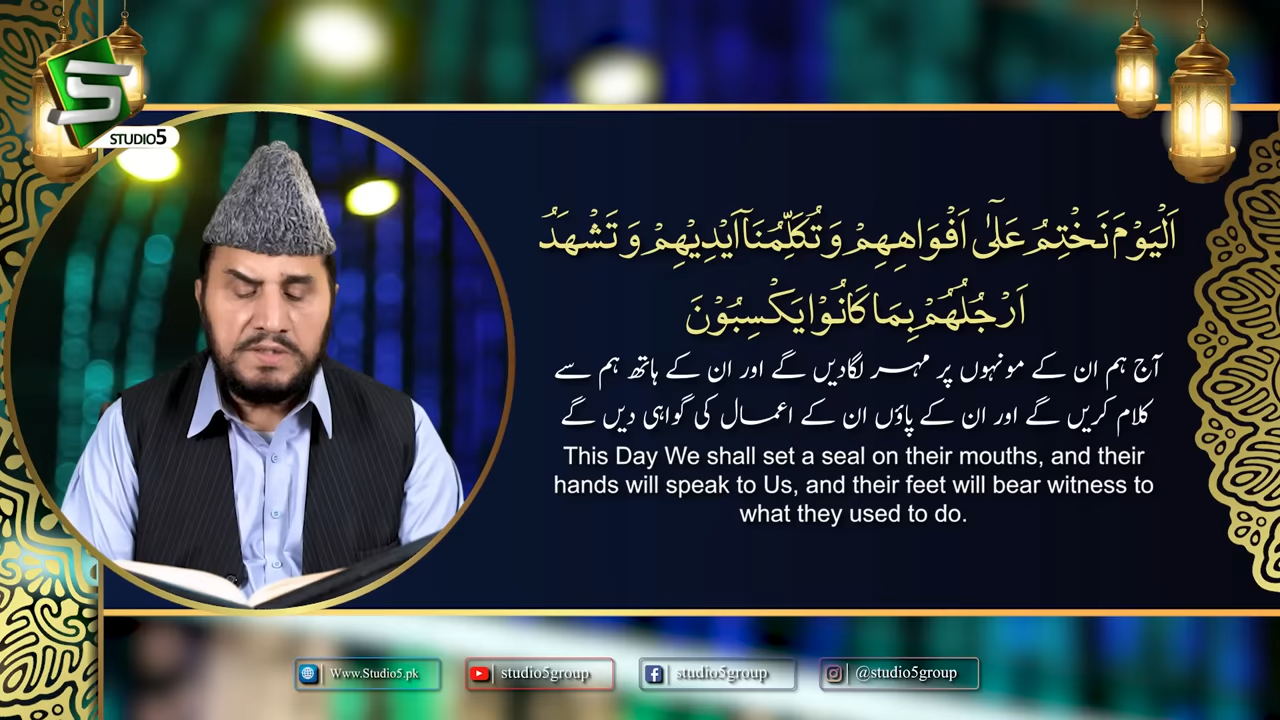 STUDIO5
اَلْيَوْمَ نَخْتِمُ عَلٰٓى اَفْوَاهِهِمْ وَ تُكَلِّمُنَاۤ اَيْدِيْهِمْ وَ تَشْهَدُ
اَرْجُلُهُمْ بِمَا كَانُوْا يَكْسِبُوْنَ
آج ہم ان کے مونہوں پر مہر لگادیں گے اور ان کے ہاتھ ہم سے
کلام کریں گے اور ان کے پاؤں ان کے اعمال کی گواہی دیں گے
This Day We shall set a seal on their mouths, and their
hands will speak to Us, and their feet will bear witness to
what they used to do.
Www.Studio5.pk
studio5group
studio5group
@studio5group